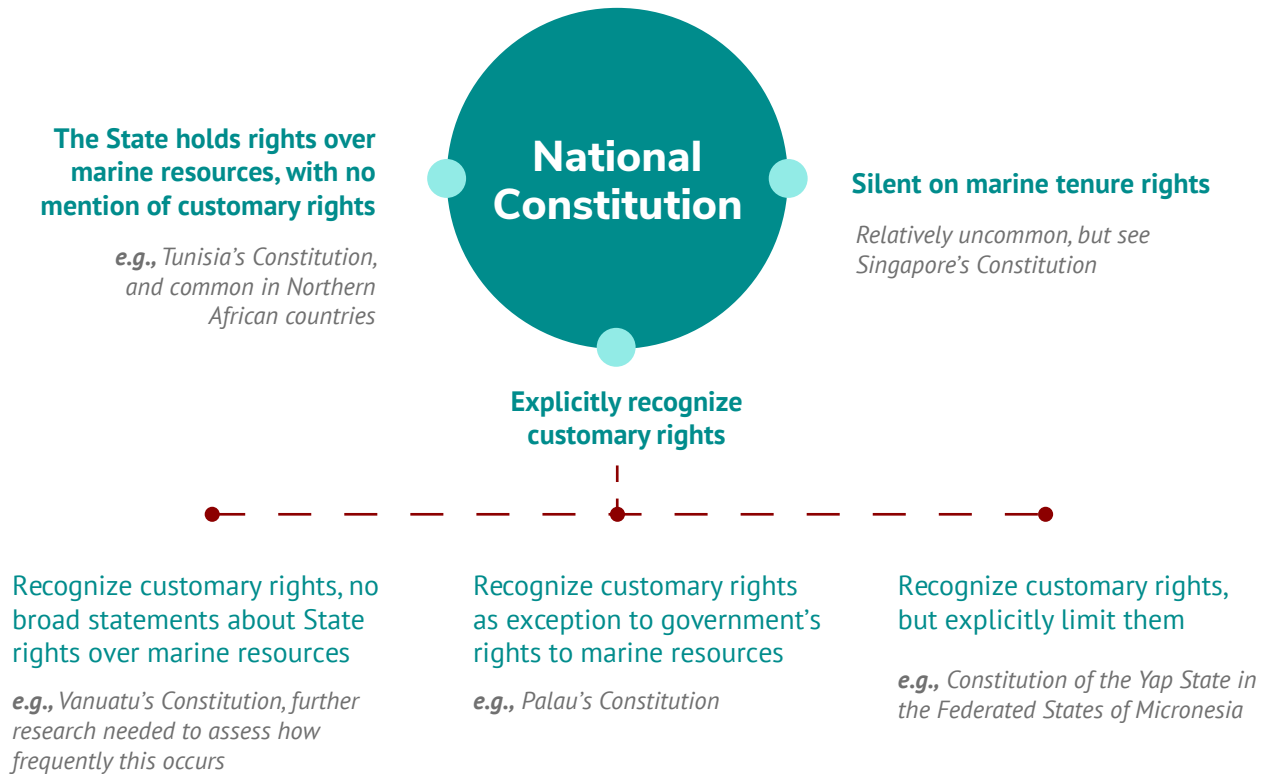 National
Constitution
The State holds rights over
marine resources, with no
mention of customary rights
e.g., Tunisia's Constitution,
and common in Northern
African countries
Silent on marine tenure rights
Relatively uncommon, but see
Singapore's Constitution
Explicitly recognize
customary rights
Recognize customary rights, no
broad statements about State
rights over marine resources
e.g., Vanuatu's Constitution, further
research needed to assess how
frequently this occurs
Recognize customary rights
as exception to government's
rights to marine resources
e.g., Palau's Constitution
Recognize customary rights,
but explicitly limit them
e.g., Constitution of the Yap State in
the Federated States of Micronesia